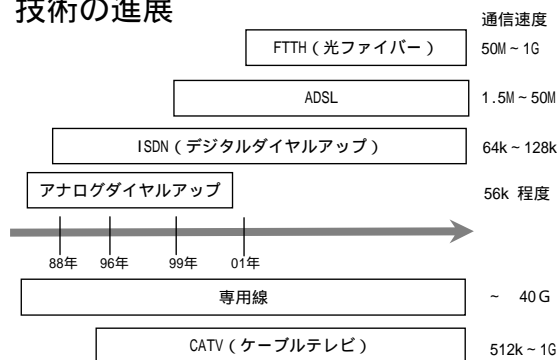 技術の進展
通信速度
FTTH(光ファイバー) 50M~1G
ADSL 1.5M~50M
ISDN(デジタルダイヤルアップ) 64k~128k
アナログダイヤルアップ 56k 程度
88年 96年 99年 01年
専用線 ~ 40G
CATV(ケーブルテレビ) 512k~1G